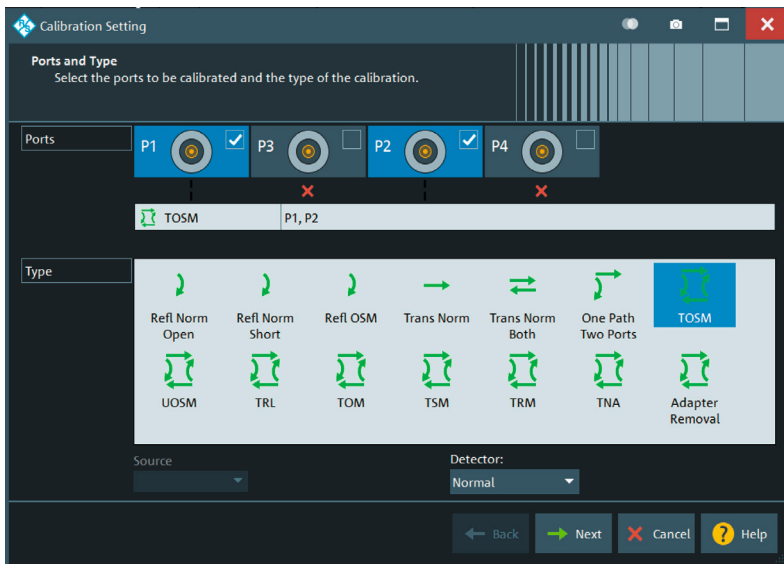 Calibration Setting
Ports and Type
Select the ports to be calibrated and the type of the calibration.
Ports
P1
P3
P2
P4
TOSM
P1, P2
Type
Refl Norm
Open
Refl Norm
Short
Refl OSM
Trans Norm
Trans Norm
Both
One Path
Two Ports
TOSM
UOSM
TRL
TOM
TSM
TRM
TNA
Adapter
Removal
Source
Detector:
Normal
Back
Next
Cancel
? Help